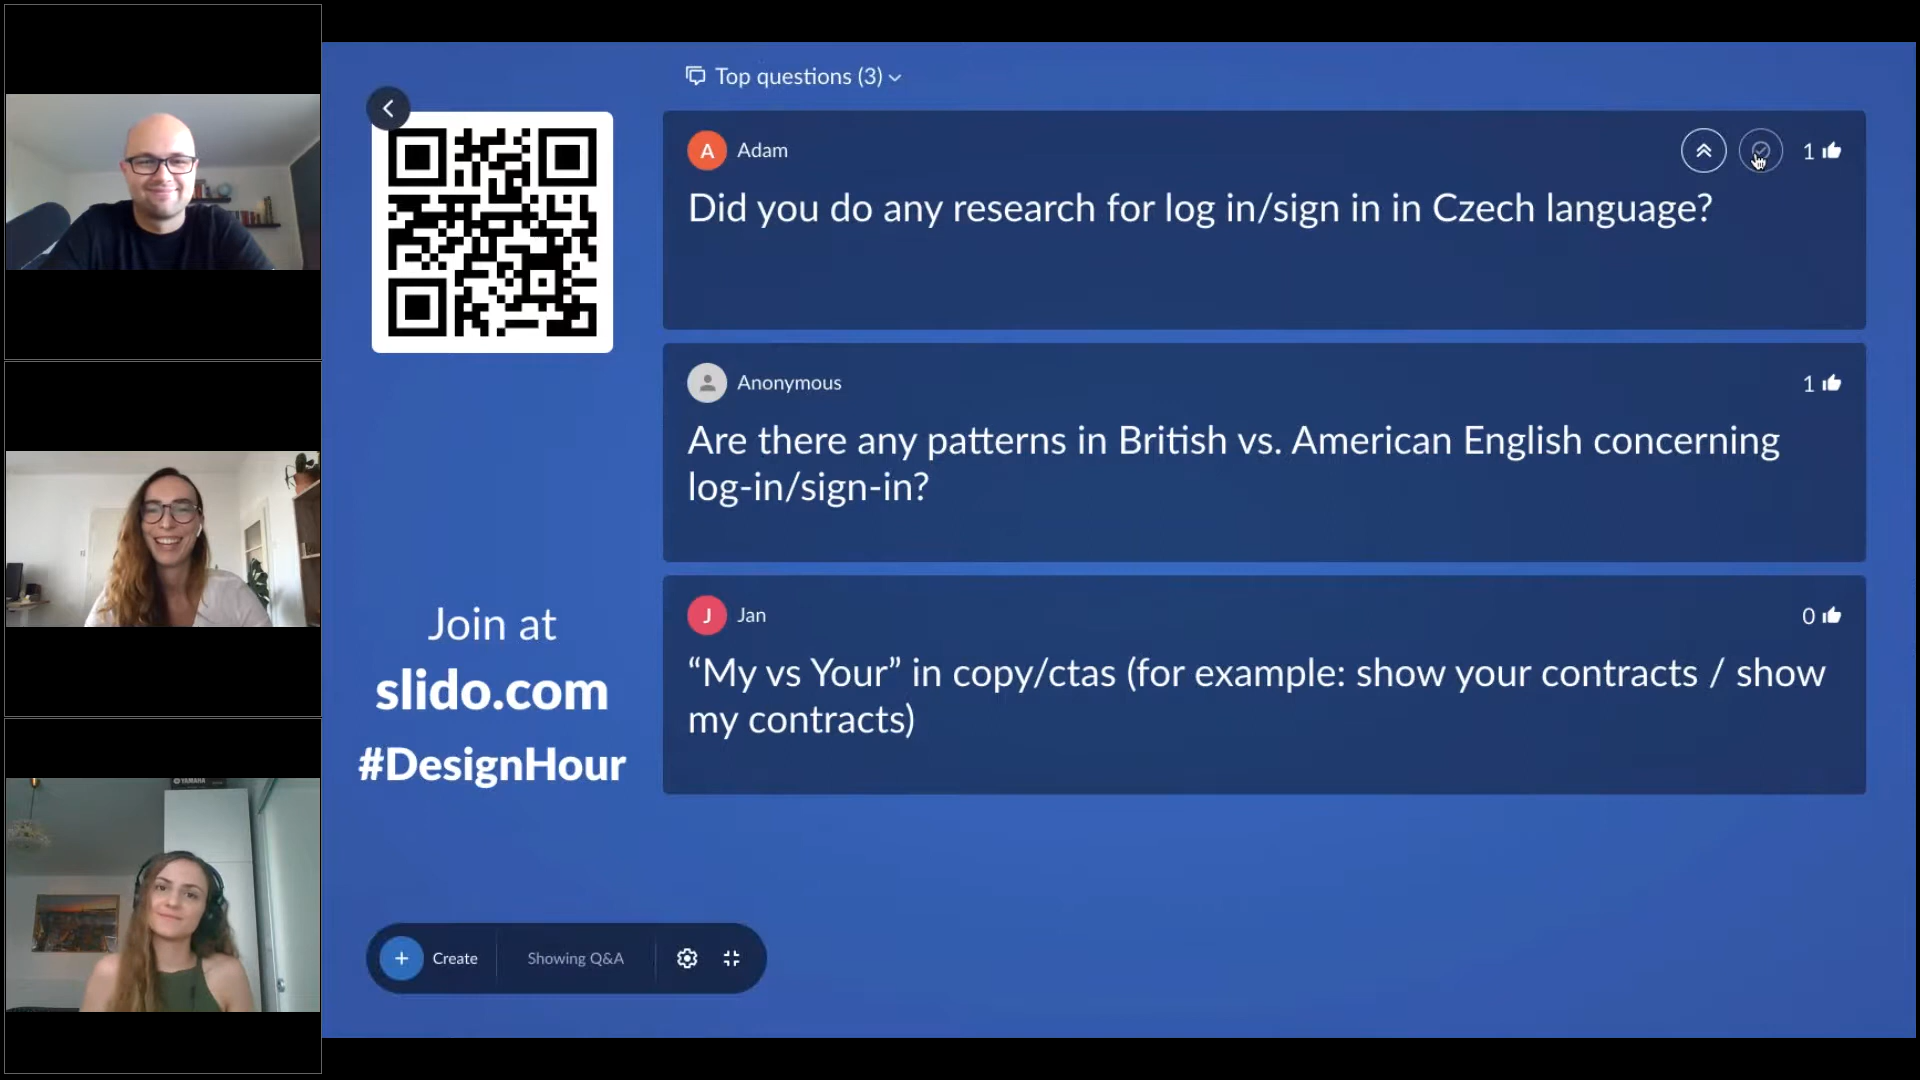 Top questions (3)
A Adam
1
Did you do any research for log in/sign in in Czech language?
Anonymous
1
Are there any patterns in British vs. American English concerning
log-in/sign-in?
J Jan
0
“My vs Your” in copy/ctas (for example: show your contracts / show
my contracts)
Join at
slido.com
#DesignHour
+ Create
Showing Q&A
YAMAHA